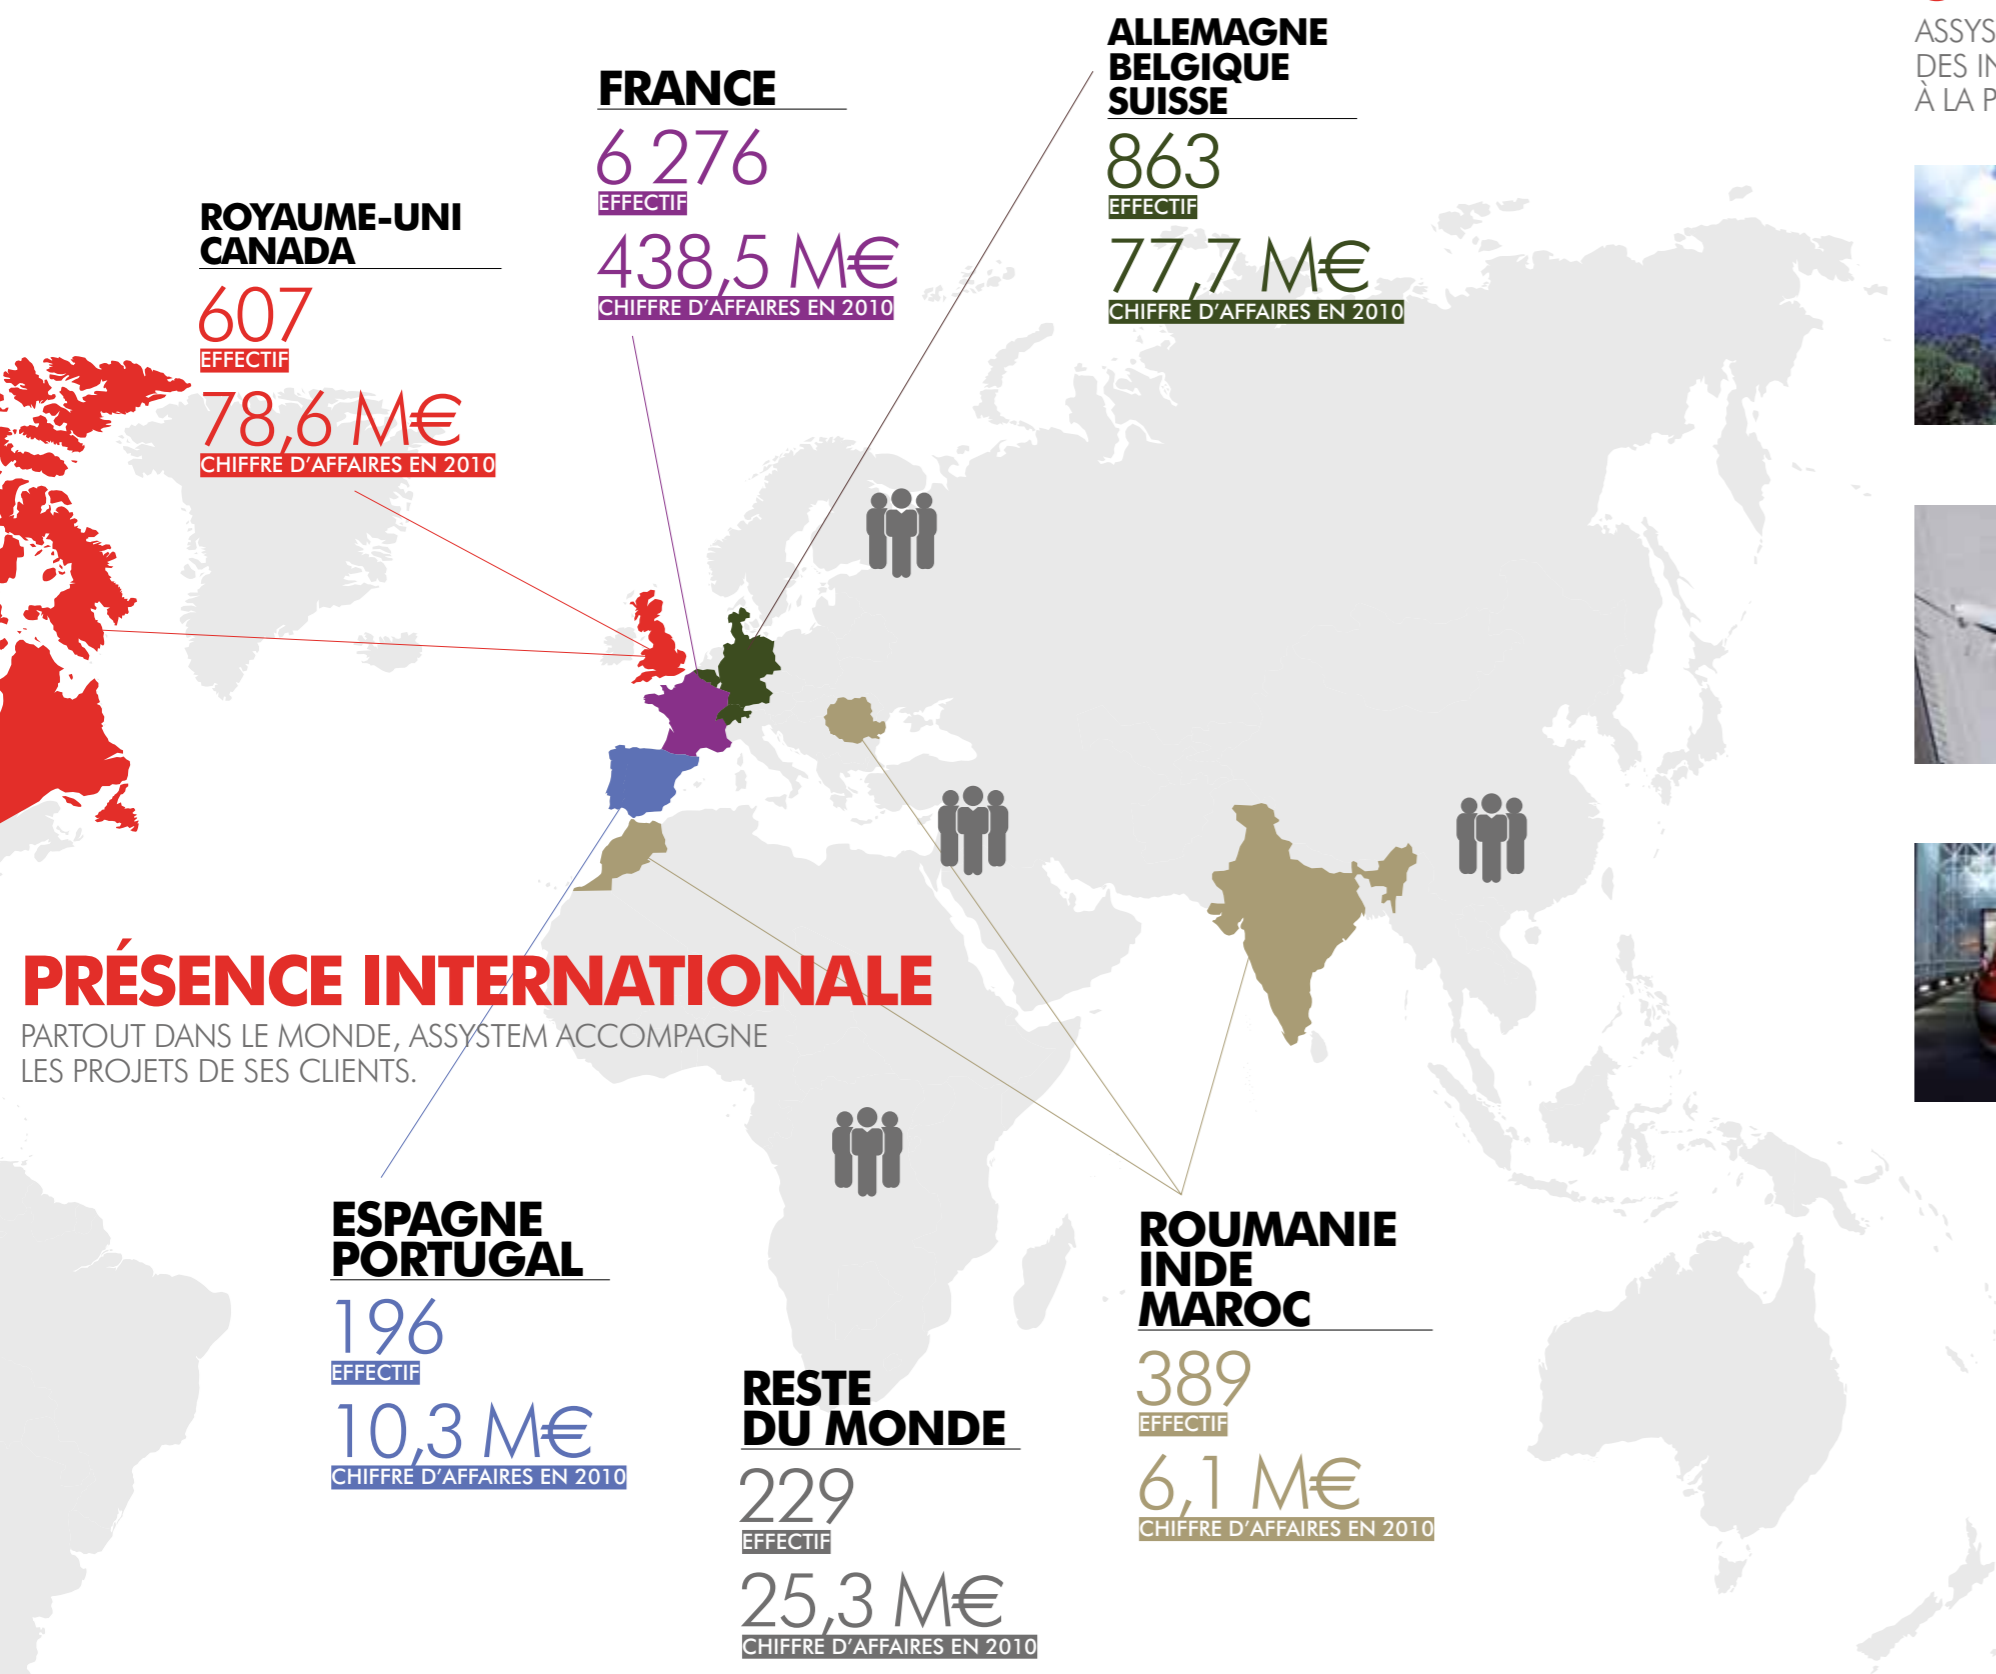 ALLEMAGNE
BELGIQUE
SUISSE
863
EFFECTIF
77,7 M€
CHIFFRE D'AFFAIRES EN 2010
FRANCE
6 276
EFFECTIF
438,5 M€
CHIFFRE D'AFFAIRES EN 2010
ROYAUME-UNI
CANADA
607
EFFECTIF
78,6 M€
CHIFFRE D'AFFAIRES EN 2010
PRÉSENCE INTERNATIONALE
PARTOUT DANS LE MONDE, ASSYSTEM ACCOMPAGNE
LES PROJETS DE SES CLIENTS.
ESPAGNE
PORTUGAL
196
EFFECTIF
10,3 M€
CHIFFRE D'AFFAIRES EN 2010
RESTE
DU MONDE
229
EFFECTIF
25,3 M€
CHIFFRE D'AFFAIRES EN 2010
ROUMANIE
INDE
MAROC
389
EFFECTIF
6,1 M€
CHIFFRE D'AFFAIRES EN 2010
ASSYS
DES IN
À LA P